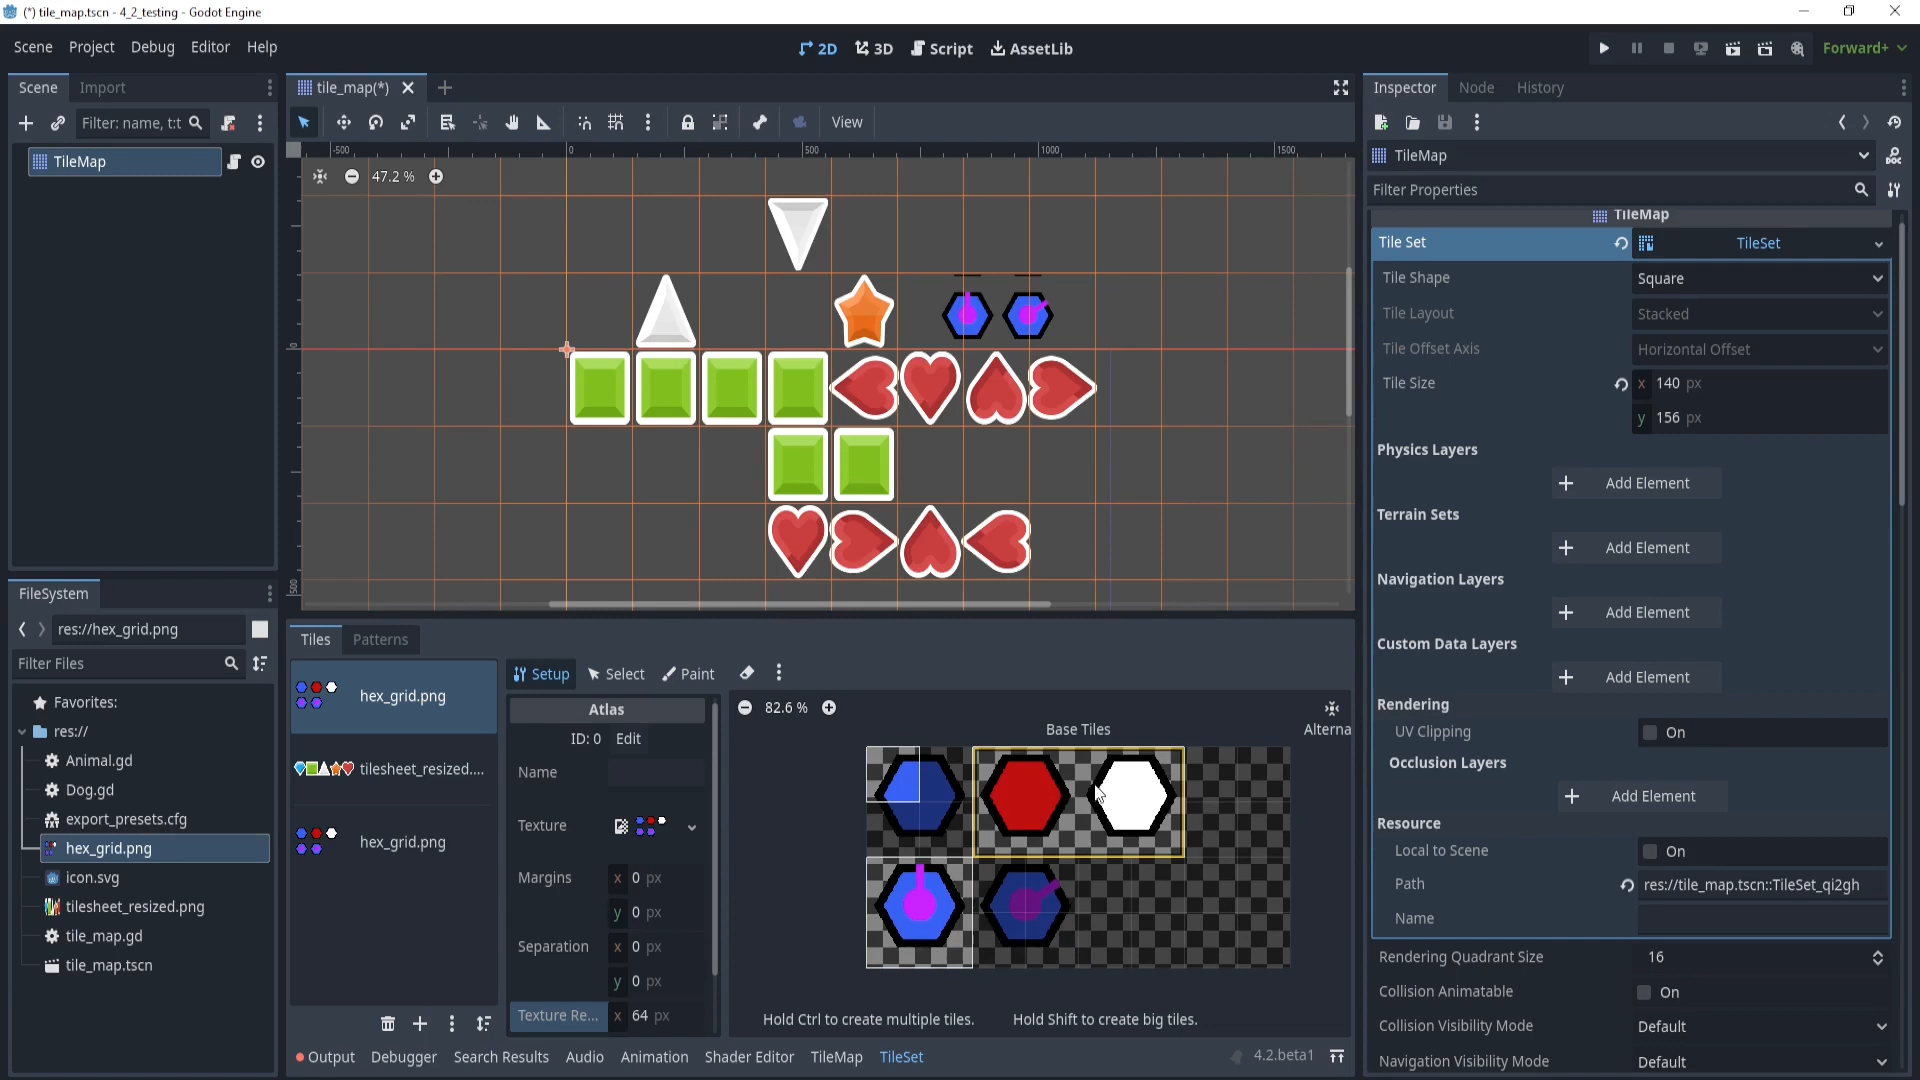 (*) tile_map.tscn - 4_2_testing - Godot Engine
Scene Project Debug Editor Help
2D 3D Script AssetLib
Forward+
Scene Import
tile_map(*)
Inspector Node History
Filter: name, t:t
View
TileMap
TileMap
Filter Properties
-500 0 500 1000 1500
47.2 %
0
500
TileMap
Tile Set TileSet
Tile Shape Square
Tile Layout Stacked
Tile Offset Axis Horizontal Offset
Tile Size x 140 px
y 156 px
Physics Layers
Add Element
Terrain Sets
Add Element
Navigation Layers
Add Element
Custom Data Layers
Add Element
Rendering
UV Clipping On
Occlusion Layers
Add Element
Resource
Local to Scene On
Path res://tile_map.tscn::TileSet_qi2gh
Name
Rendering Quadrant Size 16
Collision Animatable On
Collision Visibility Mode Default
Navigation Visibility Mode Default
FileSystem
res://hex_grid.png
Filter Files
Favorites:
res://
Animal.gd
Dog.gd
export_presets.cfg
hex_grid.png
icon.svg
tilesheet_resized.png
tile_map.gd
tile_map.tscn
Tiles Patterns
hex_grid.png
tilesheet_resized....
hex_grid.png
Setup Select Paint
Atlas
ID: 0 Edit
Name
Texture
Margins x 0 px
y 0 px
Separation x 0 px
y 0 px
Texture Re... x 64 px
82.6 %
Base Tiles
Alterna
Hold Ctrl to create multiple tiles. Hold Shift to create big tiles.
Output Debugger Search Results Audio Animation Shader Editor TileMap TileSet
4.2.beta1